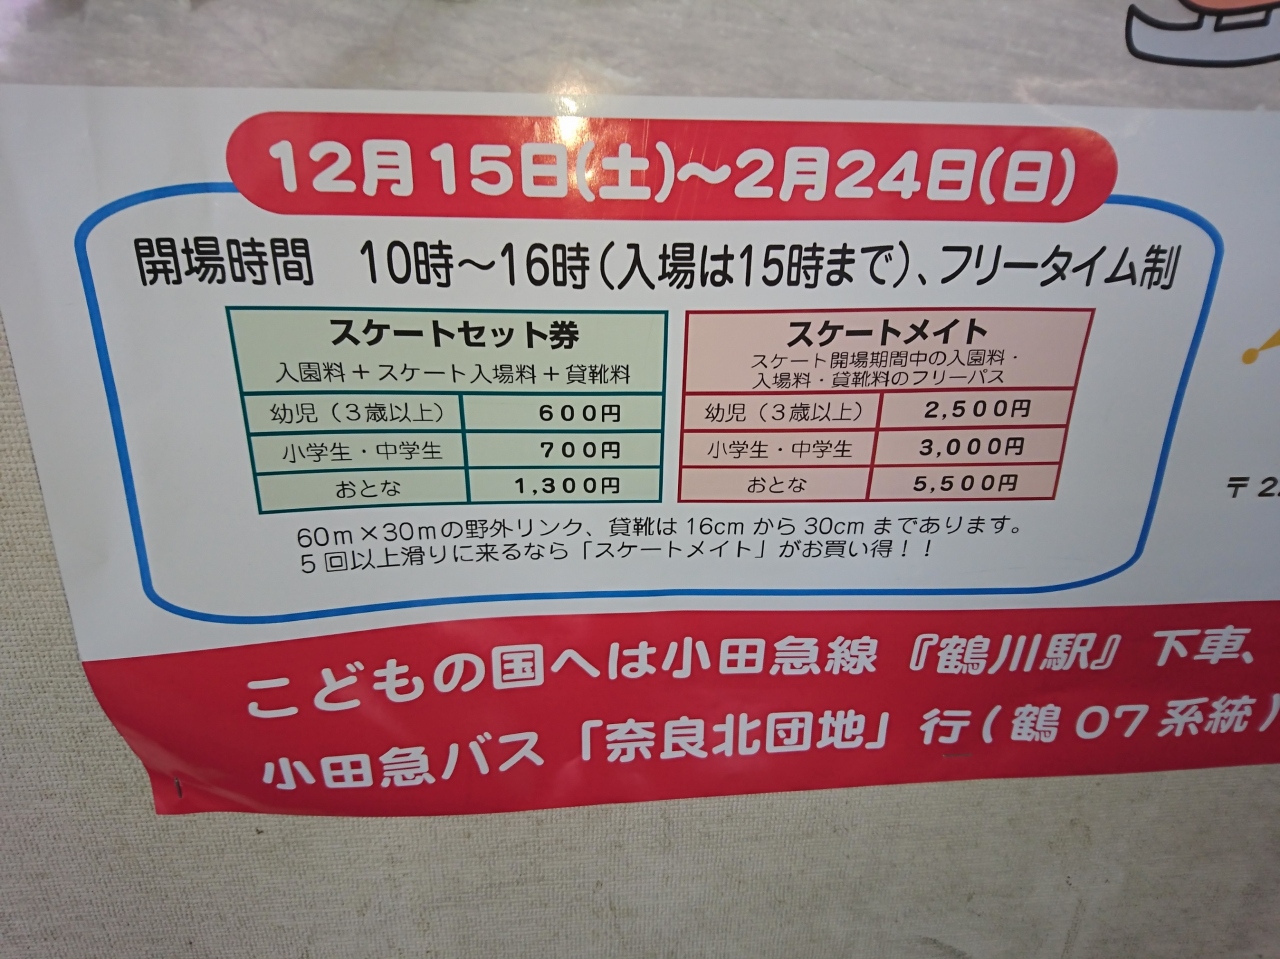 12月15日(土)～2月24日(日)
開場時間　10時～16時(入場は15時まで)、フリータイム制
スケートセット券
入園料＋スケート入場料＋貸靴料
幼児（３歳以上）　600円
小学生・中学生　700円
おとな　1,300円
スケートメイト
スケート開場期間中の入園料・
入場料・貸靴料のフリーパス
幼児（３歳以上）　2,500円
小学生・中学生　3,000円
おとな　5,500円
60m×30mの野外リンク、貸靴は16cmから30cmまであります。
5回以上滑りに来るなら「スケートメイト」がお買い得！！
〒2
こどもの国へは小田急線『鶴川駅』下車、
小田急バス「奈良北団地」行(鶴07系統)